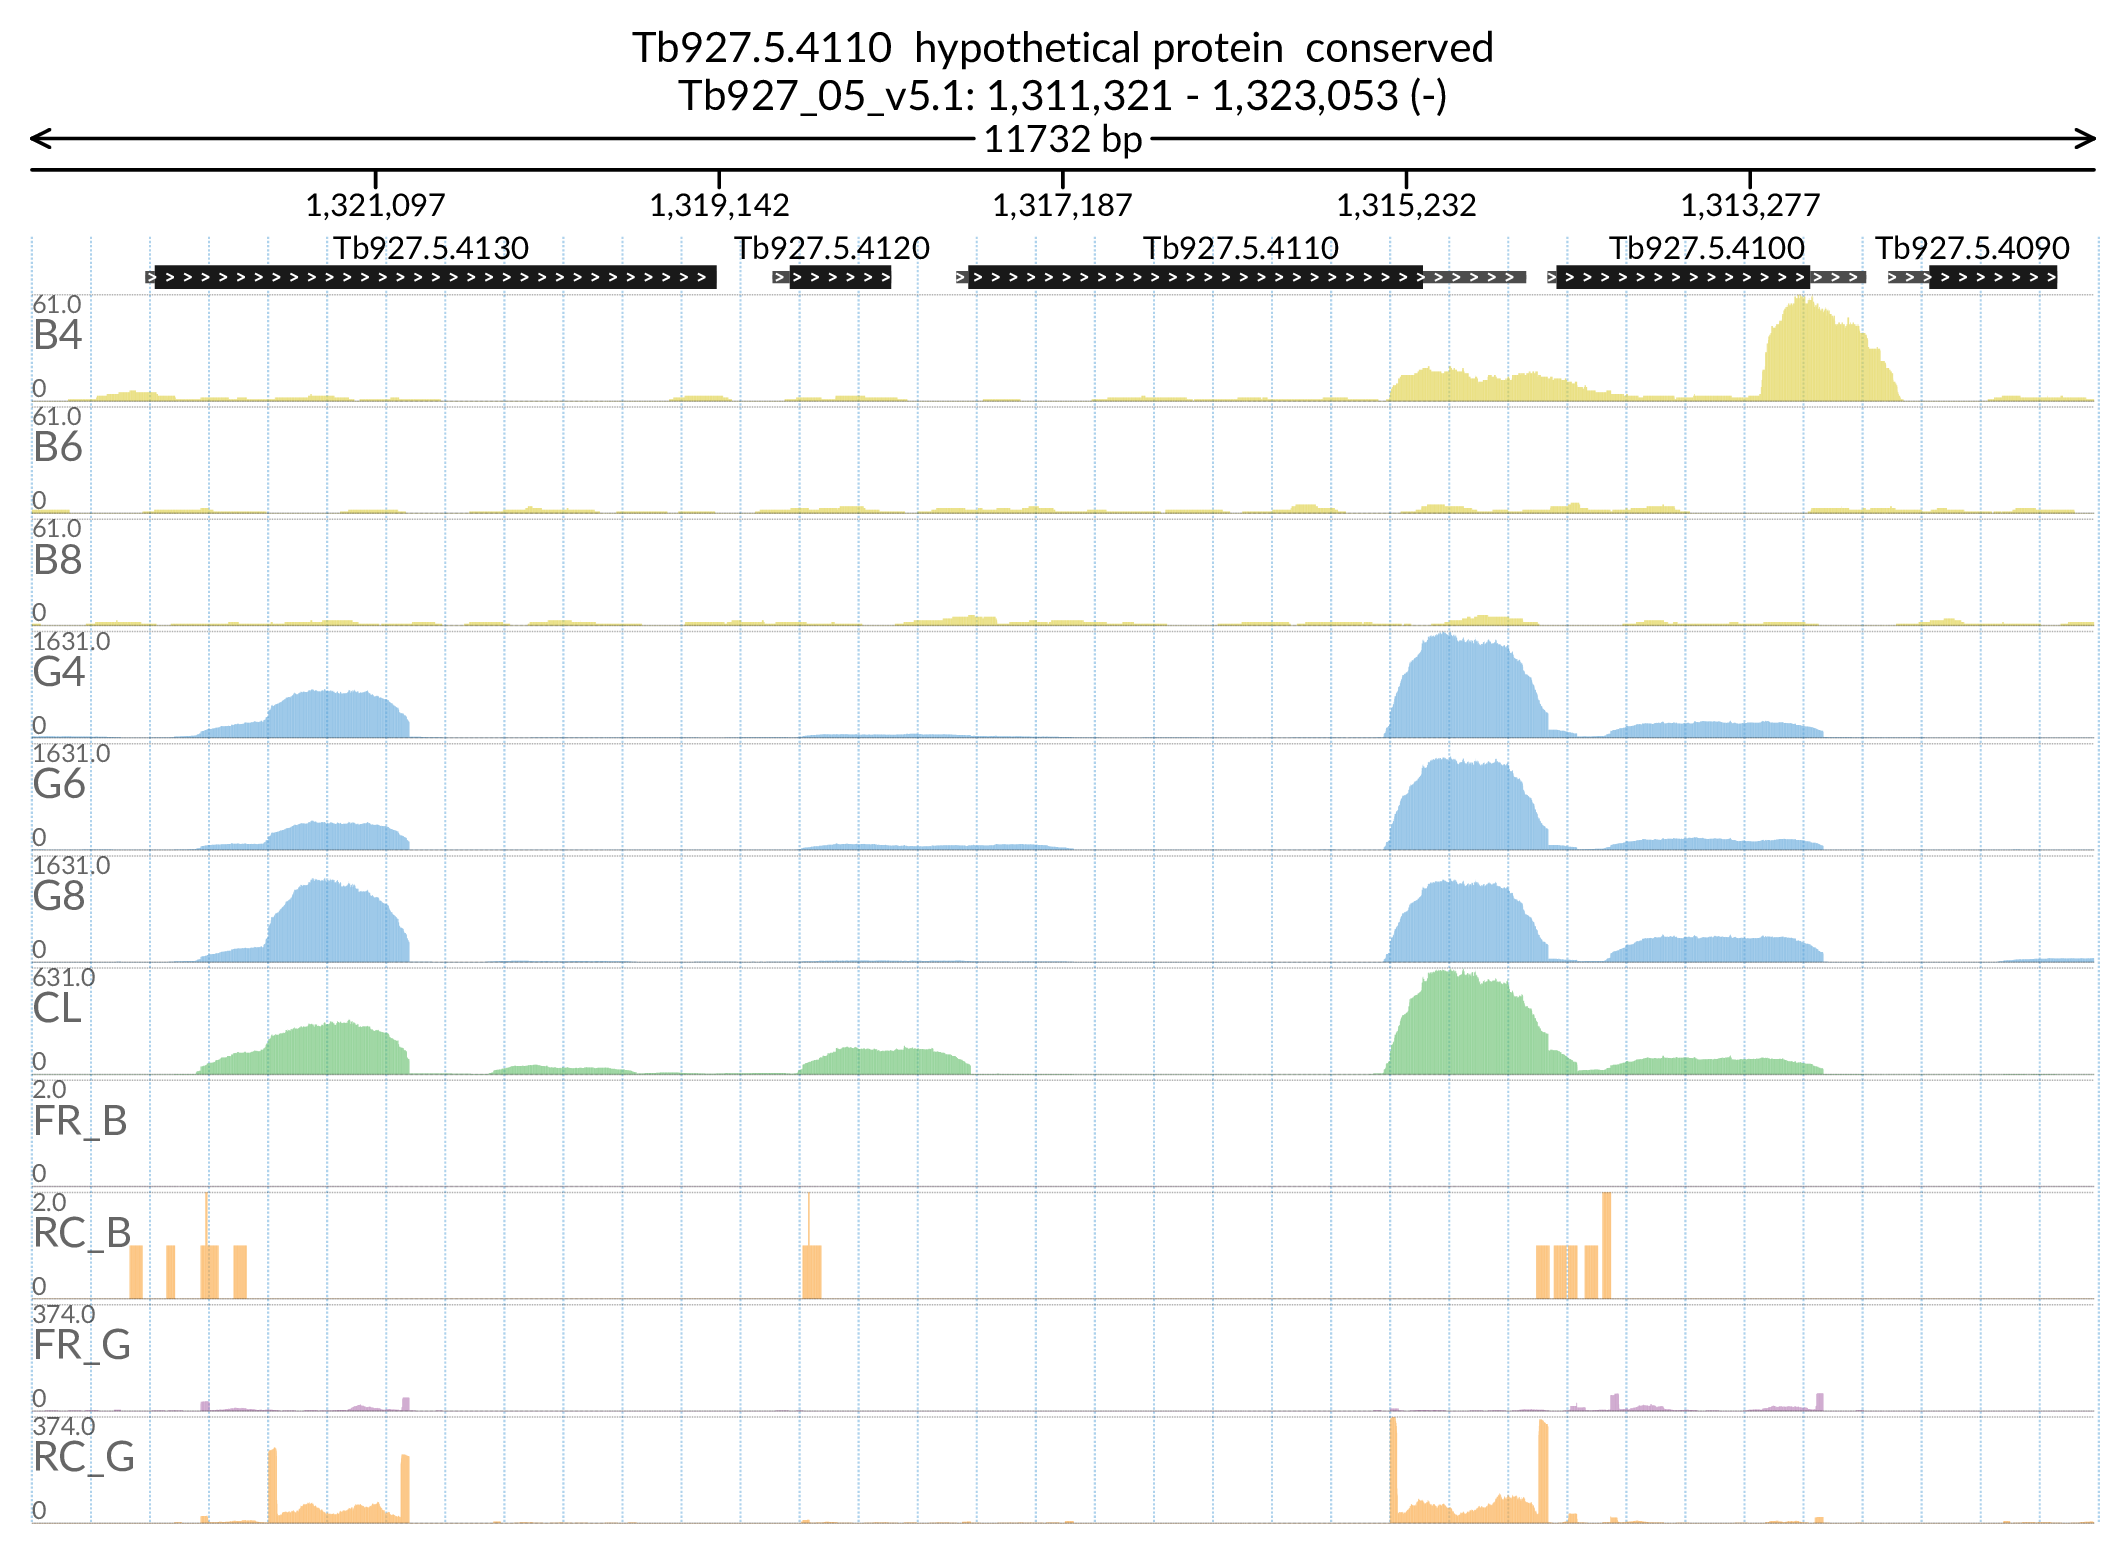 Tb927.5.4110  hypothetical protein  conserved
Tb927_05_v5.1: 1,311,321 - 1,323,053 (-)
11732 bp
1,321,097 1,319,142 1,317,187 1,315,232 1,313,277
Tb927.5.4130 Tb927.5.4120 Tb927.5.4110 Tb927.5.4100 Tb927.5.4090
61.0
B4
0
61.0
B6
0
61.0
B8
0
1631.0
G4
0
1631.0
G6
0
1631.0
G8
0
631.0
CL
0
2.0
FR_B
0
2.0
RC_B
0
374.0
FR_G
0
374.0
RC_G
0